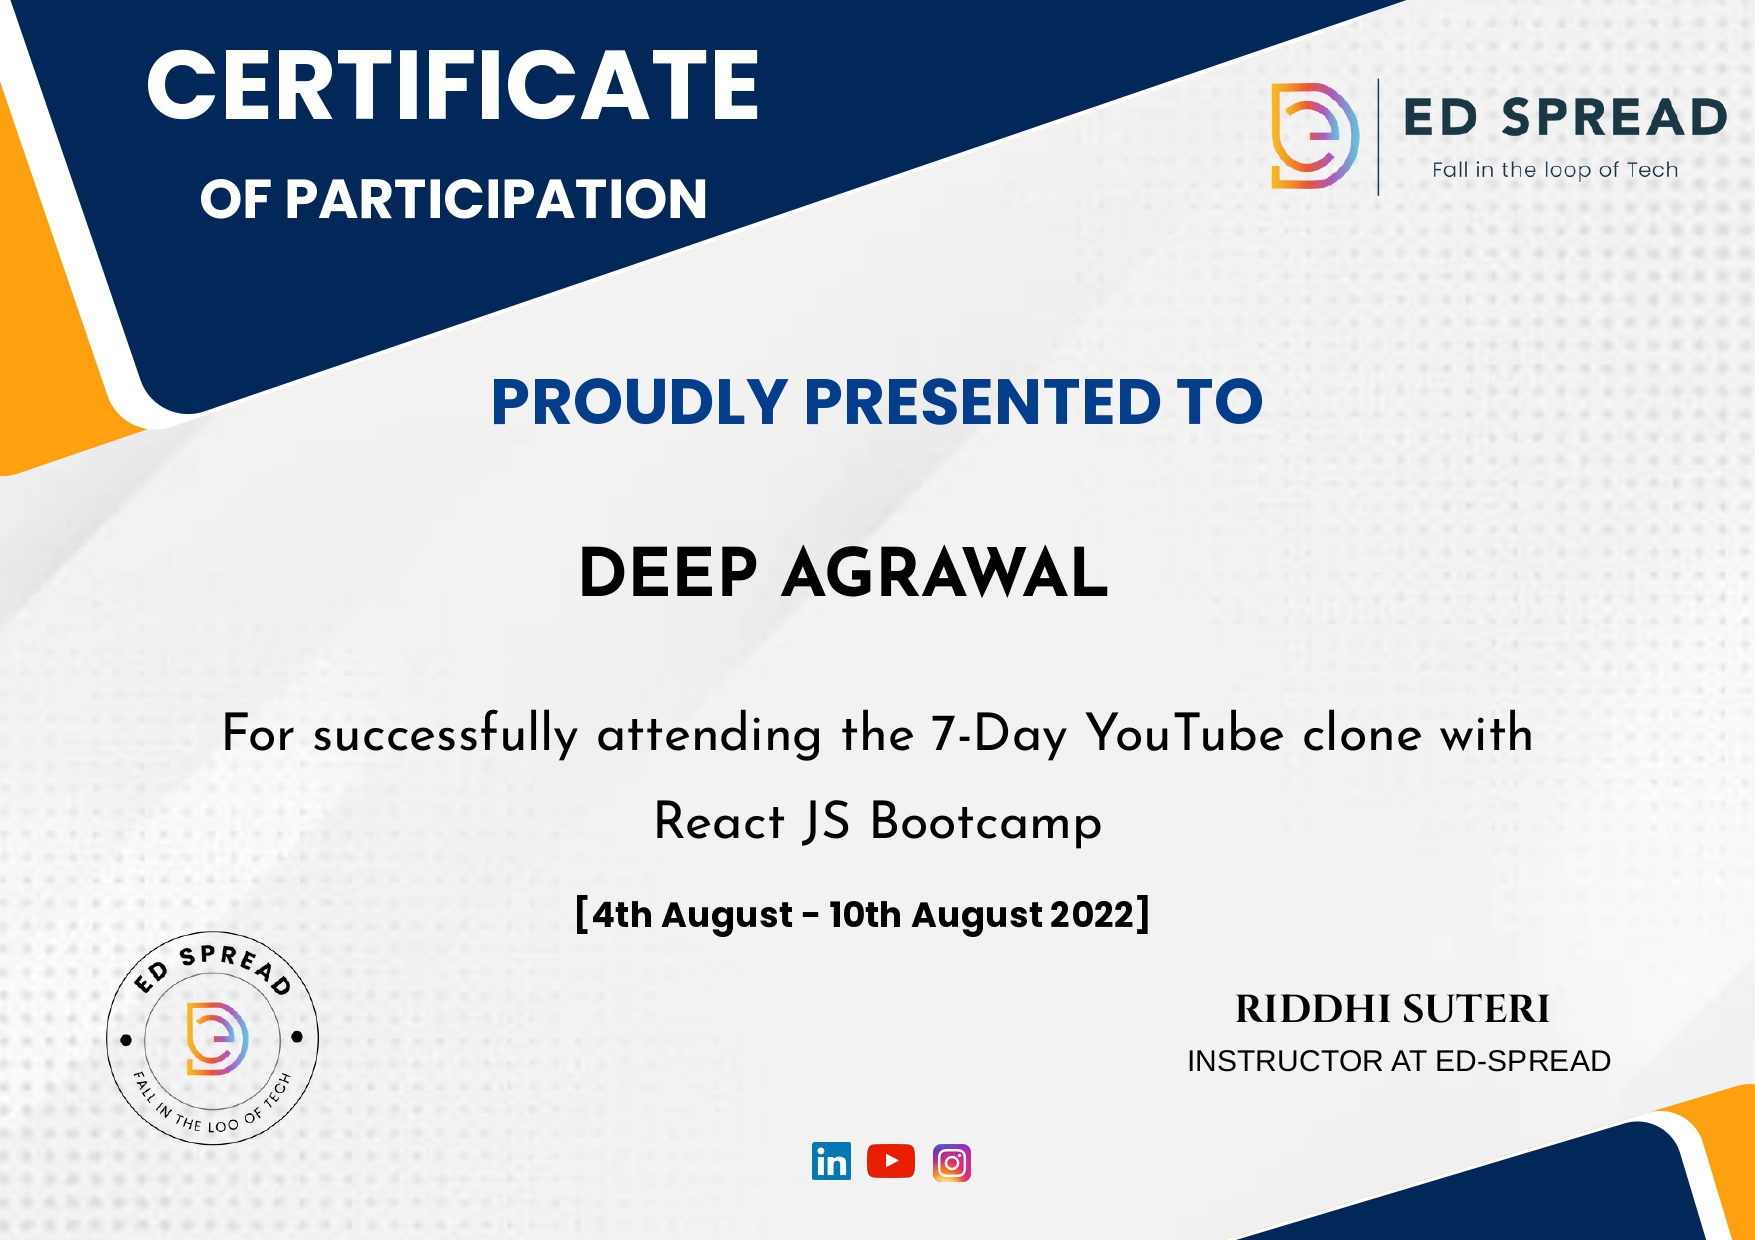 CERTIFICATE
OF PARTICIPATION
ED SPREAD
Fall in the loop of Tech
PROUDLY PRESENTED TO
DEEP AGRAWAL
For successfully attending the 7-Day YouTube clone with
React JS Bootcamp
[4th August - 10th August 2022]
ED SPREAD
FALL IN THE LOO OF TECH
RIDDHI SUTERI
INSTRUCTOR AT ED-SPREAD
in